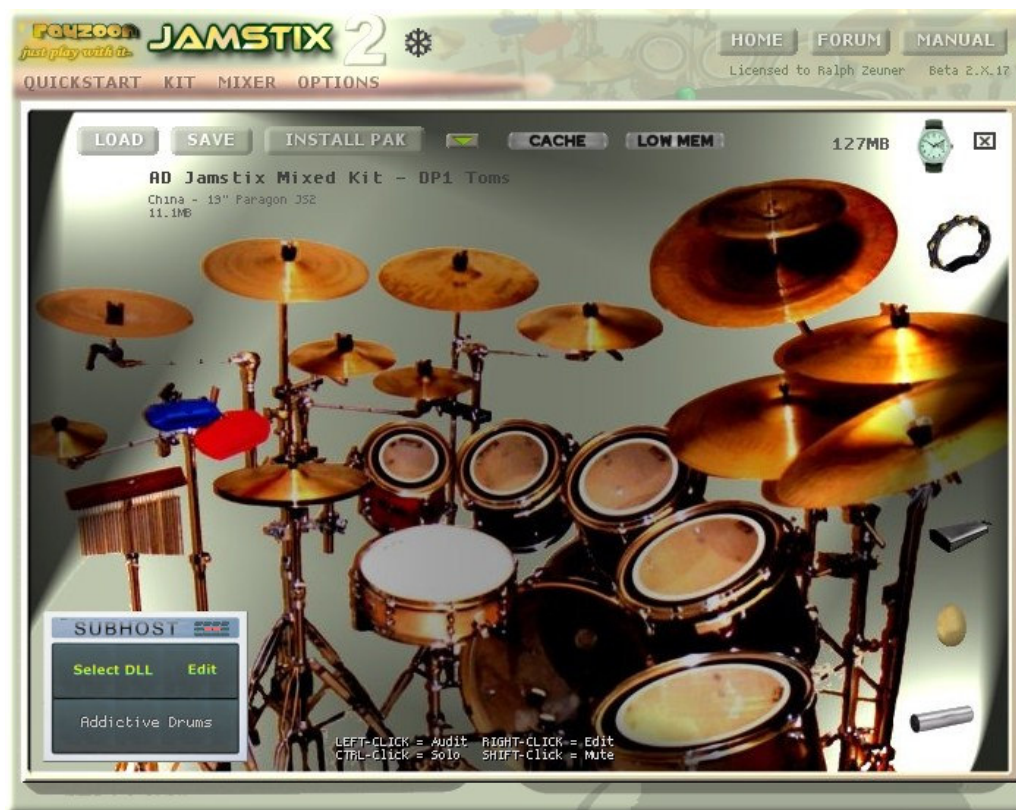 rayzoon JAMSTIX 2
just play with it-
HOME FORUM MANUAL
Licensed to Ralph Zeuner Beta 2.X.17
QUICKSTART KIT MIXER OPTIONS
LOAD SAVE INSTALL PAK CACHE LOW MEM 127MB
AD Jamstix Mixed Kit - DP1 Toms
China - 19" Paragon JS2
11.1MB
SUBHOST
Select DLL Edit
Addictive Drums
LEFT-CLICK = Audit RIGHT-CLICK = Edit
CTRL-Click = Solo SHIFT-Click = Mute